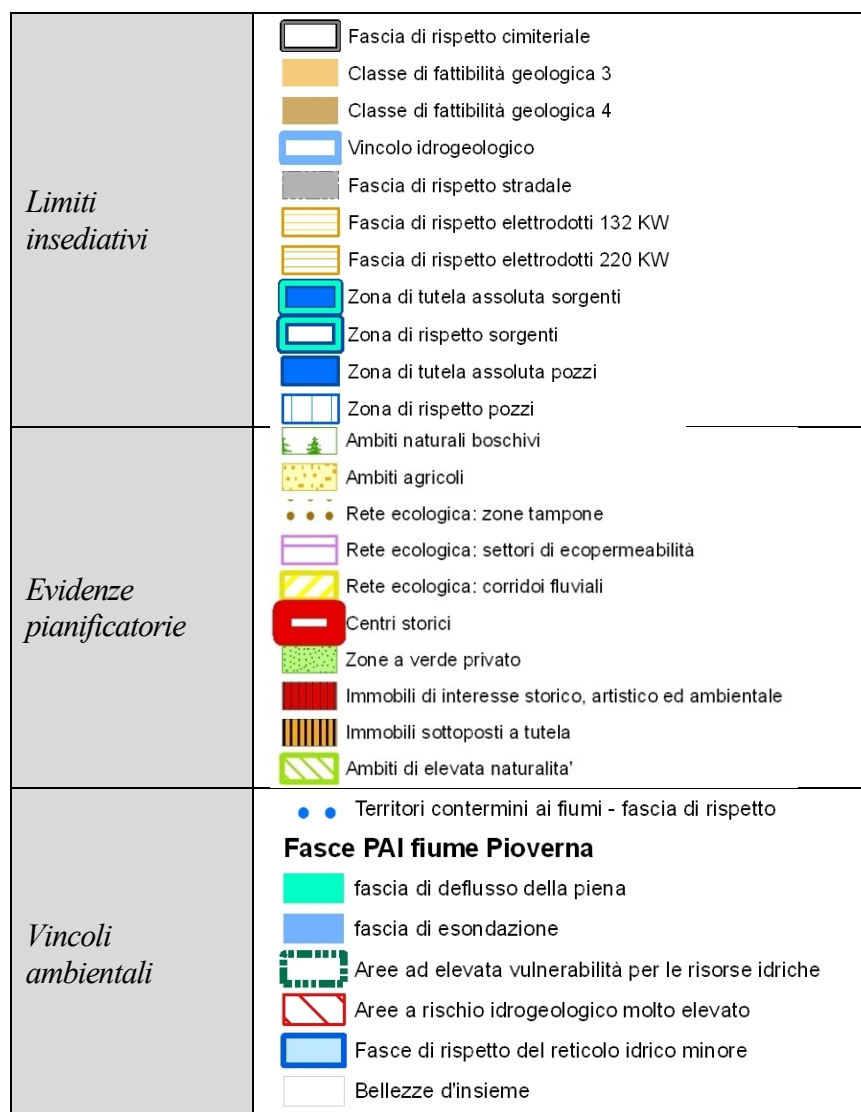 Limiti
insediativi
Fascia di rispetto cimiteriale
Classe di fattibilità geologica 3
Classe di fattibilità geologica 4
Vincolo idrogeologico
Fascia di rispetto stradale
Fascia di rispetto elettrodotti 132 KW
Fascia di rispetto elettrodotti 220 KW
Zona di tutela assoluta sorgenti
Zona di rispetto sorgenti
Zona di tutela assoluta pozzi
Zona di rispetto pozzi
Evidenze
pianificatorie
Ambiti naturali boschivi
Ambiti agricoli
Rete ecologica: zone tampone
Rete ecologica: settori di ecopermeabilità
Rete ecologica: corridoi fluviali
Centri storici
Zone a verde privato
Immobili di interesse storico, artistico ed ambientale
Immobili sottoposti a tutela
Ambiti di elevata naturalita'
Vincoli
ambientali
Territori contermini ai fiumi - fascia di rispetto
Fasce PAI fiume Pioverna
fascia di deflusso della piena
fascia di esondazione
Aree ad elevata vulnerabilità per le risorse idriche
Aree a rischio idrogeologico molto elevato
Fasce di rispetto del reticolo idrico minore
Bellezze d'insieme